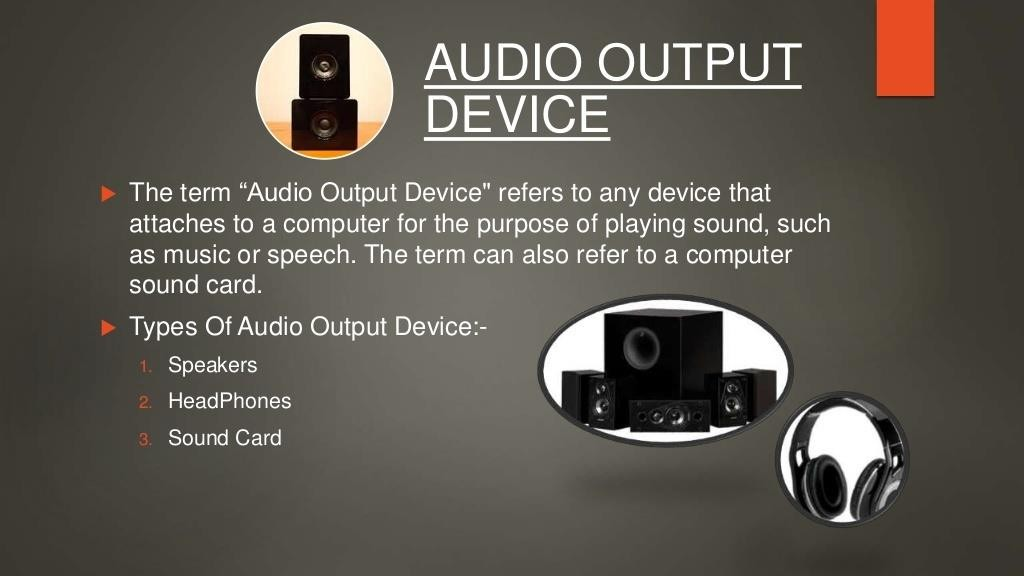 AUDIO OUTPUT
DEVICE
The term “Audio Output Device" refers to any device that
attaches to a computer for the purpose of playing sound, such
as music or speech. The term can also refer to a computer
sound card.
Types Of Audio Output Device:-
1. Speakers
2. HeadPhones
3. Sound Card